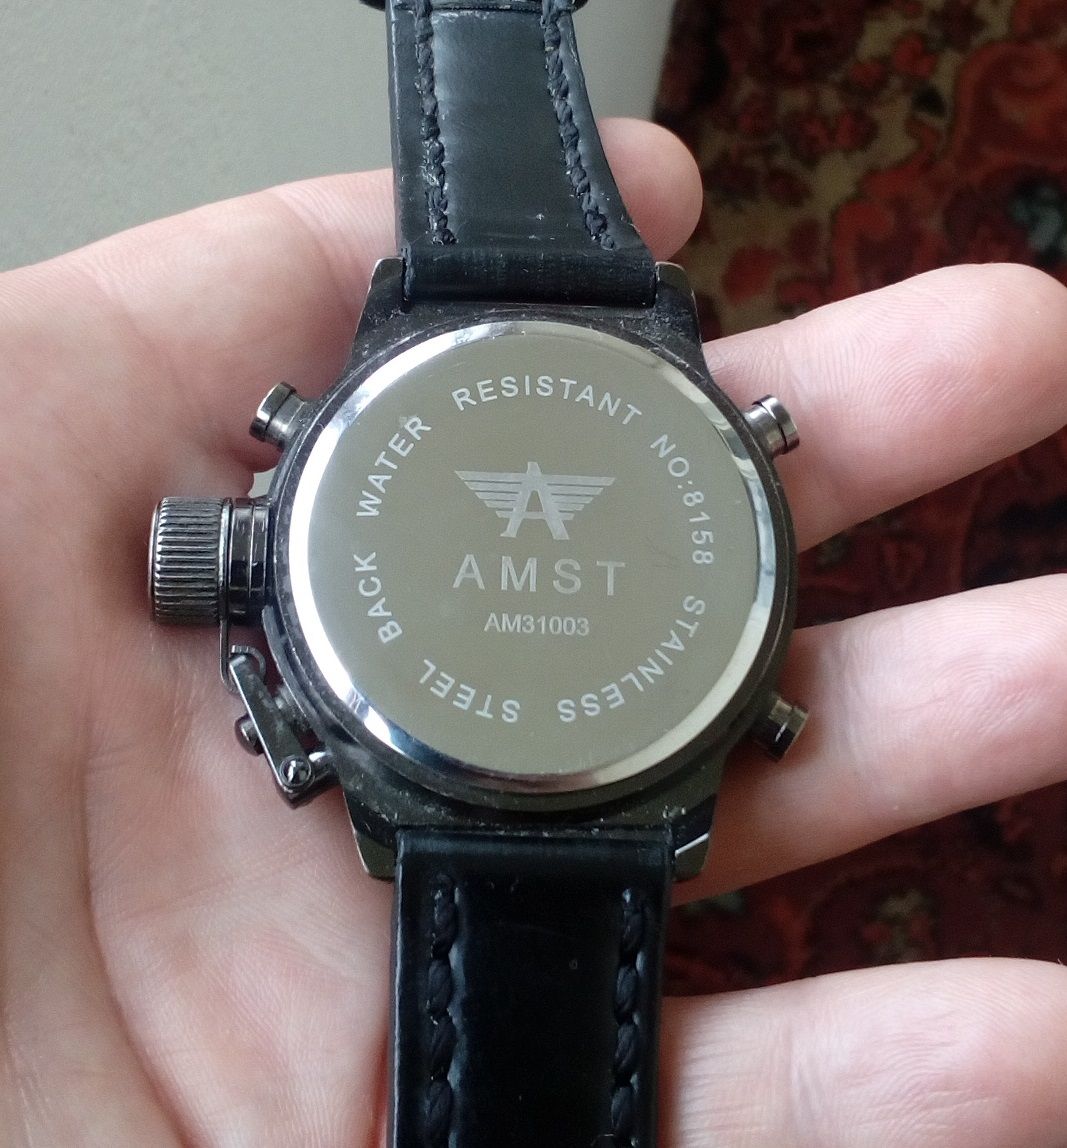 WATER RESISTANT NO:8158 STAINLESS STEEL BACK
A
AMST
AM31003